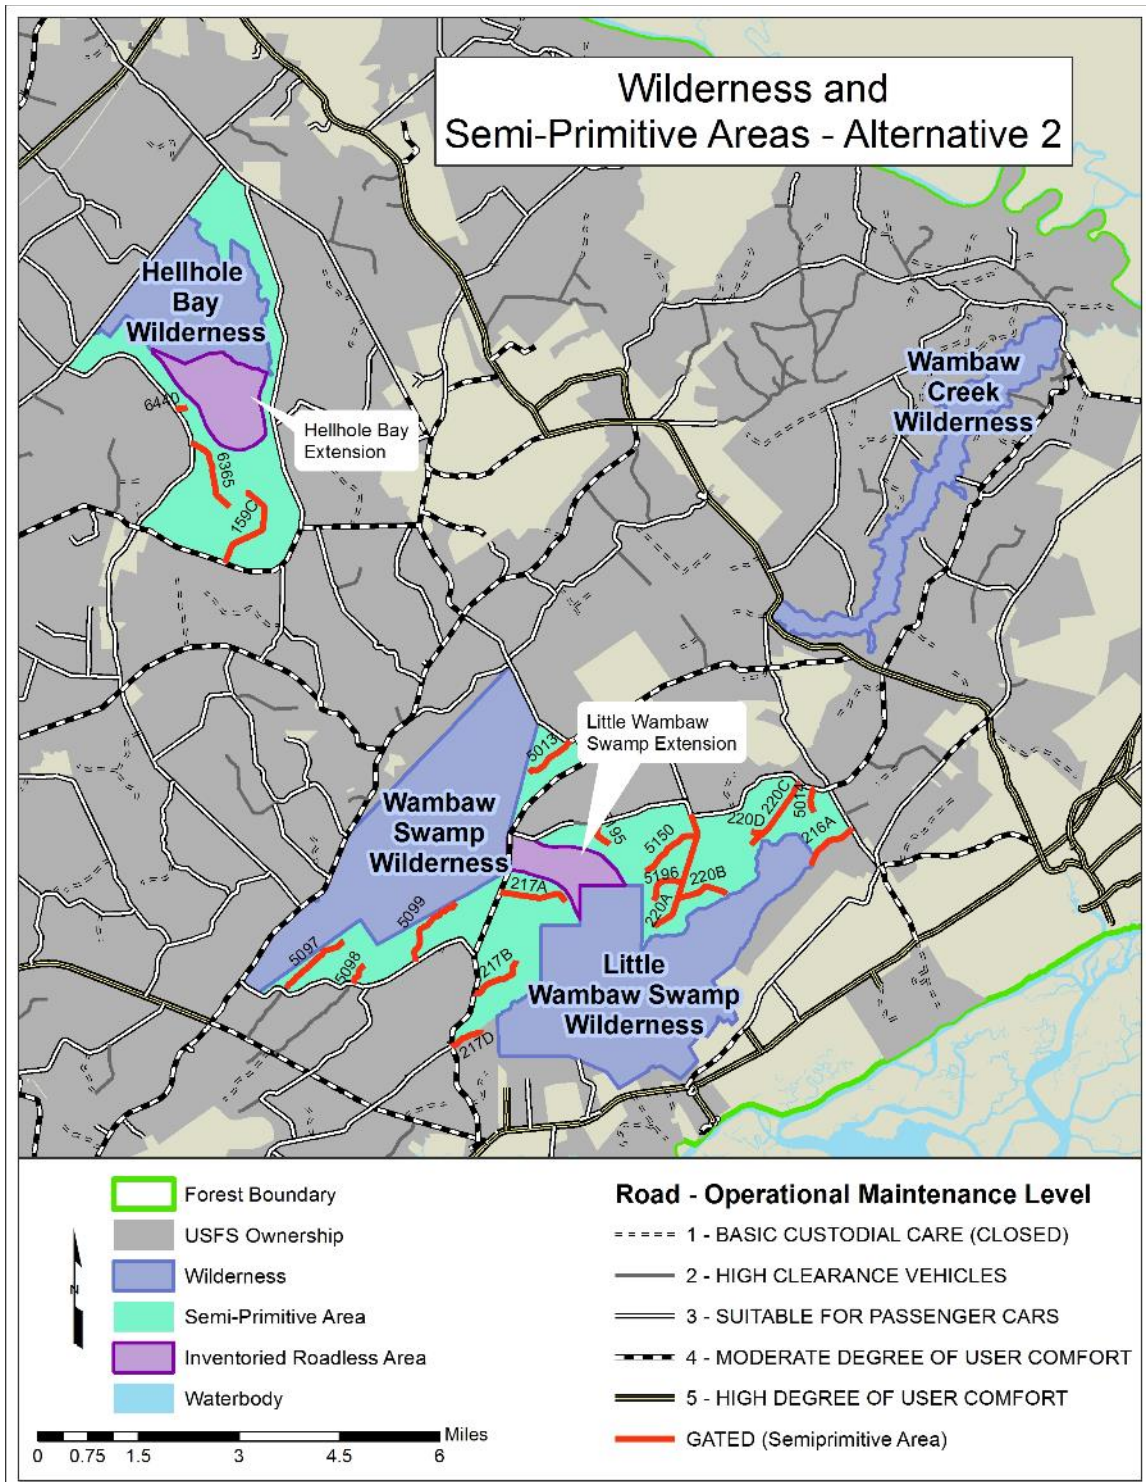 Wilderness and
Semi-Primitive Areas - Alternative 2
Hellhole
Bay
Wilderness
Wambaw
Creek
Wilderness
6440
Hellhole Bay
Extension
6365
159C
Little Wambaw
Swamp Extension
5013
Wambaw
Swamp
Wilderness
95
5150
220D
220C
216A
5196
220B
217A
220A
5099
5097
5098
217B
217D
Little
Wambaw Swamp
Wilderness
Forest Boundary
USFS Ownership
Wilderness
Semi-Primitive Area
Inventoried Roadless Area
Waterbody
N
Miles
0 0.75 1.5 3 4.5 6
Road - Operational Maintenance Level
1 - BASIC CUSTODIAL CARE (CLOSED)
2 - HIGH CLEARANCE VEHICLES
3 - SUITABLE FOR PASSENGER CARS
4 - MODERATE DEGREE OF USER COMFORT
5 - HIGH DEGREE OF USER COMFORT
GATED (Semiprimitive Area)